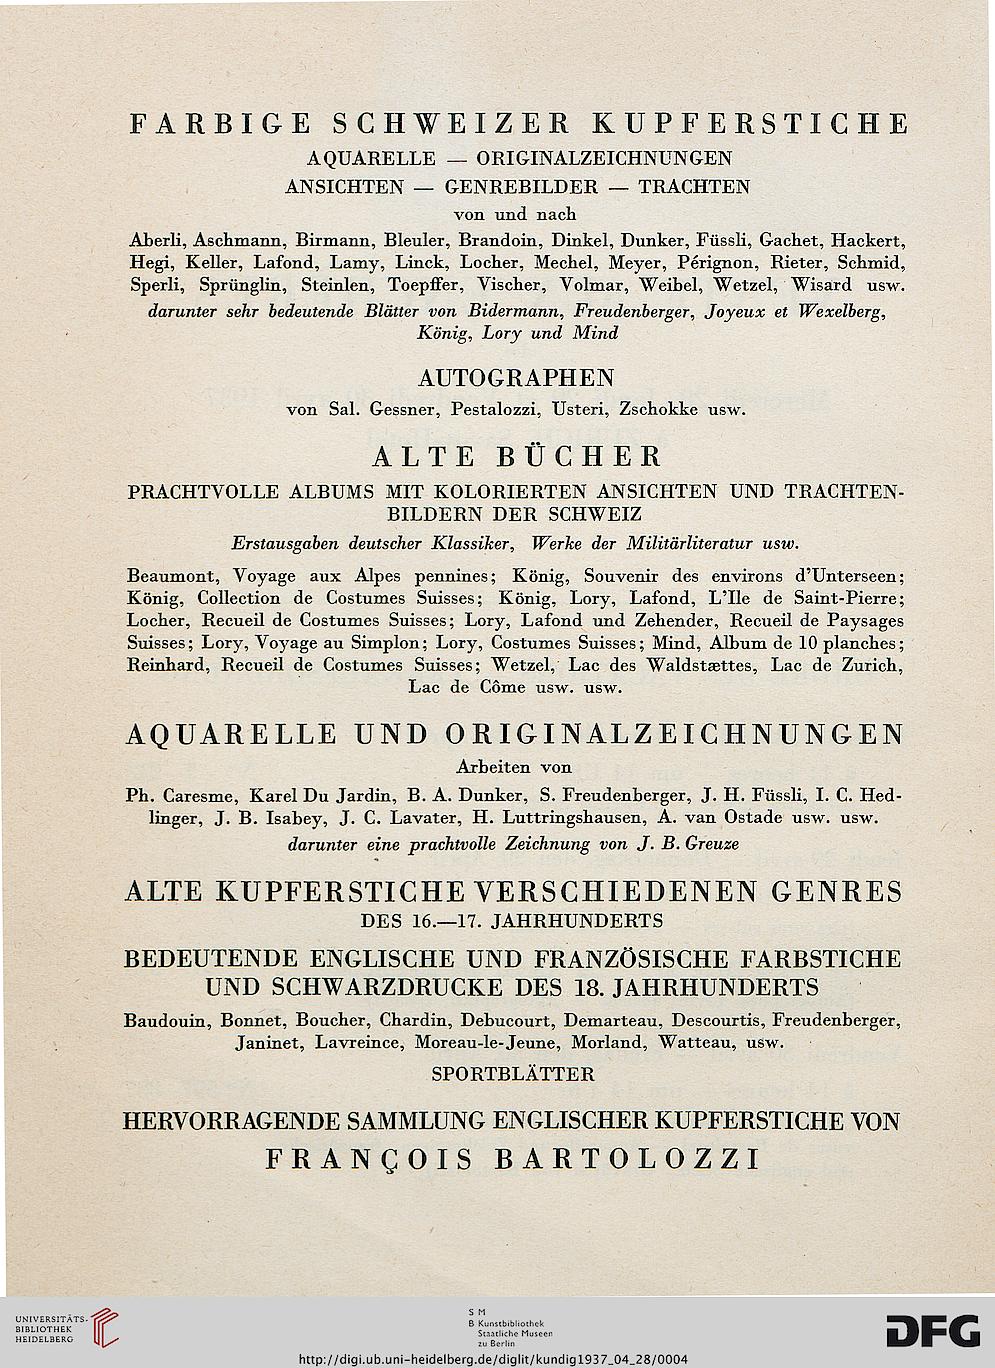 FARBIGE SCHWEIZER KUPFERSTICHE
AQUARELLE — ORIGINALZEICHNUNGEN
ANSICHTEN — GENREBILDER — TRACHTEN
von und nach
Aberli, Aschmann, Birmann, Bleuler, Brandoin, Dinkel, Dunker, Füssli, Gachet, Hackert,
Hegi, Keller, Lafond, Lamy, Linck, Locher, Mechel, Meyer, Pérignon, Rieter, Schmid,
Sperli, Sprünglin, Steinlen, Toepffer, Vischer, Volmar, Weibel, Wetzel, Wisard usw.
darunter sehr bedeutende Blätter von Bidermann, Freudenberger, Joyeux et Wexelberg,
König, Lory und Mind
AUTOGRAPHEN
von Sal. Gessner, Pestalozzi, Usteri, Zschokke usw.
ALTE BÜCHER
PRACHTVOLLE ALBUMS MIT KOLORIERTEN ANSICHTEN UND TRACHTEN-
BILDERN DER SCHWEIZ
Erstausgaben deutscher Klassiker, Werke der Militärliteratur usw.
Beaumont, Voyage aux Alpes pennines; König, Souvenir des environs d'Unterseen;
König, Collection de Costumes Suisses; König, Lory, Lafond, L'Ile de Saint-Pierre;
Locher, Recueil de Costumes Suisses; Lory, Lafond und Zehender, Recueil de Paysages
Suisses; Lory, Voyage au Simplon; Lory, Costumes Suisses; Mind, Album de 10 planches;
Reinhard, Recueil de Costumes Suisses; Wetzel, Lac des Waldstættes, Lac de Zurich,
Lac de Côme usw. usw.
AQUARELLE UND ORIGINALZEICHNUNGEN
Arbeiten von
Ph. Caresme, Karel Du Jardin, B. A. Dunker, S. Freudenberger, J. H. Füssli, I. C. Hed-
linger, J. B. Isabey, J. C. Lavater, H. Luttringshausen, A. van Ostade usw. usw.
darunter eine prachtvolle Zeichnung von J. B. Greuze
ALTE KUPFERSTICHE VERSCHIEDENEN GENRES
DES 16.—17. JAHRHUNDERTS
BEDEUTENDE ENGLISCHE UND FRANZÖSISCHE FARBSTICHE
UND SCHWARZDRUCKE DES 18. JAHRHUNDERTS
Baudouin, Bonnet, Boucher, Chardin, Debucourt, Demarteau, Descourtis, Freudenberger,
Janinet, Lavreince, Moreau-le-Jeune, Morland, Watteau, usw.
SPORTBLÄTTER
HERVORRAGENDE SAMMLUNG ENGLISCHER KUPFERSTICHE VON
FRANÇOIS BARTOLOZZI
UNIVERSITÄTS-
BIBLIOTHEK
HEIDELBERG
S M
B Kunstbibliothek
Staatliche Museen
zu Berlin
DFG
http://digi.ub.uni-heidelberg.de/diglit/kundig1937_04_28/0004